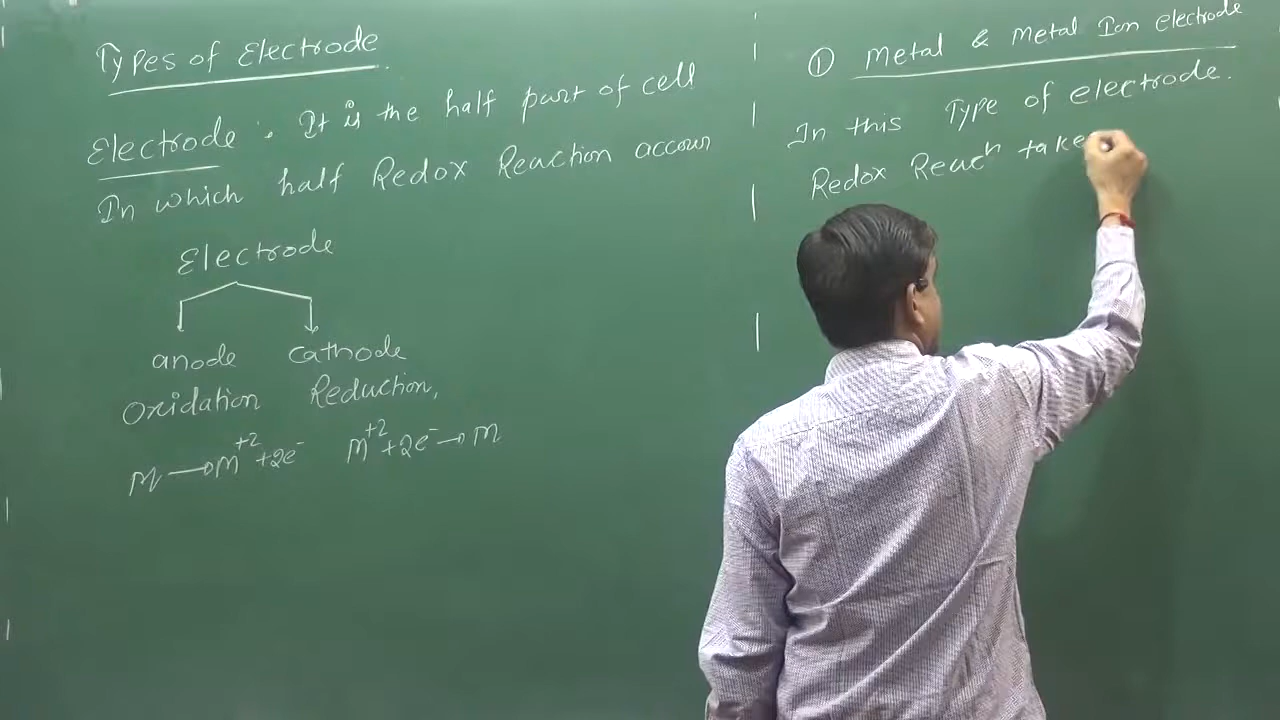 Types of Electrode
Electrode : It is the half part of cell
In which half Redox Reaction accour
Electrode
anode Cathode
Oxidation Reduction,
M → M+2 +2e- M+2 +2e- → M
① Metal & Metal Ion electrode
In this Type of electrode.
Redox Reacn take